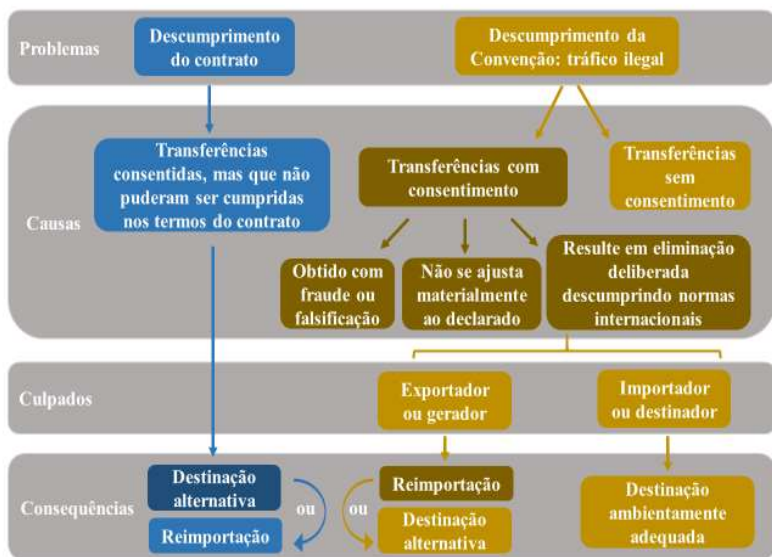 Problemas
Descumprimento
do contrato
Descumprimento da
Convenção: tráfico ilegal
Causas
Transferências
consentidas, mas que não
puderam ser cumpridas
nos termos do contrato
Transferências com
consentimento
Transferências
sem
consentimento
Obtido com
fraude ou
falsificação
Não se ajusta
materialmente
ao declarado
Resulte em eliminação
deliberada
descumprindo normas
internacionais
Culpados
Exportador
ou gerador
Importador
ou destinador
Consequências
Destinação
alternativa
ou
Reimportação
ou
Reimportação
Destinação
alternativa
Destinação
ambientamente
adequada